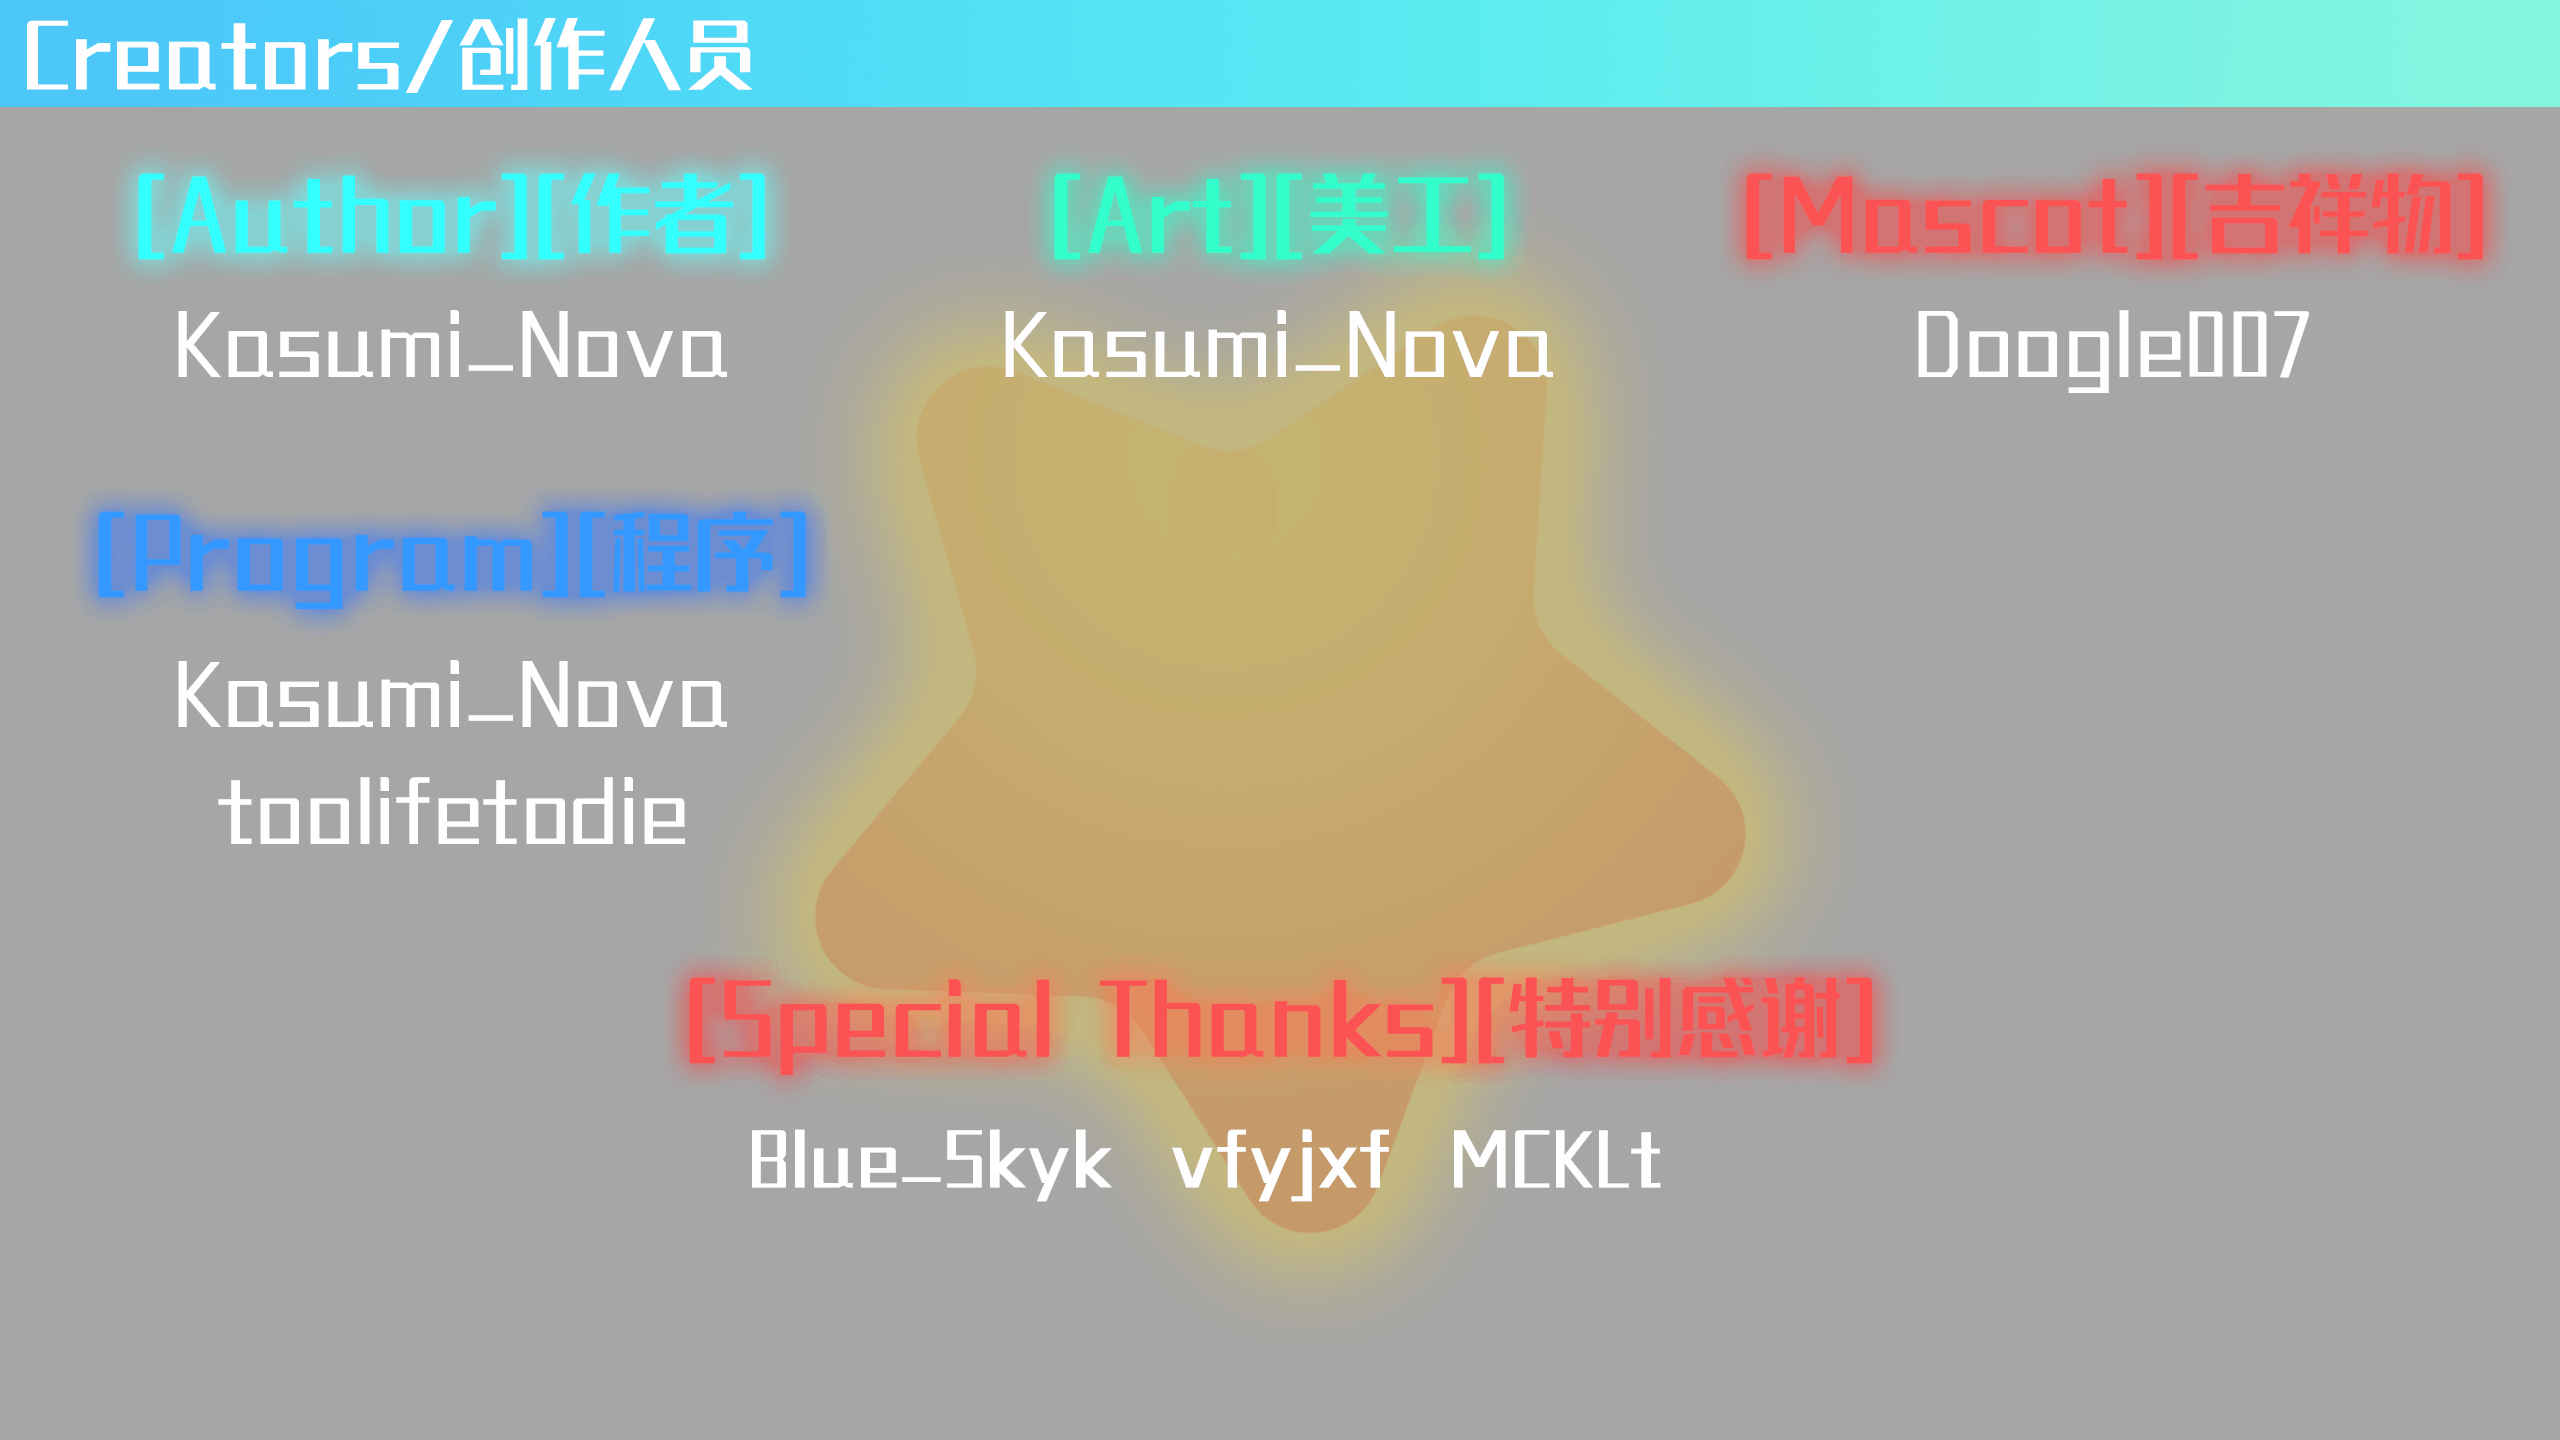 Creators/创作人员
[Author][作者]
Kasumi_Nova
[Art][美工]
Kasumi_Nova
[Mascot][吉祥物]
Doogle007
[Program][程序]
Kasumi_Nova
toolifetodie
[Special Thanks][特别感谢]
Blue_Skyk vfyjxf MCKLt